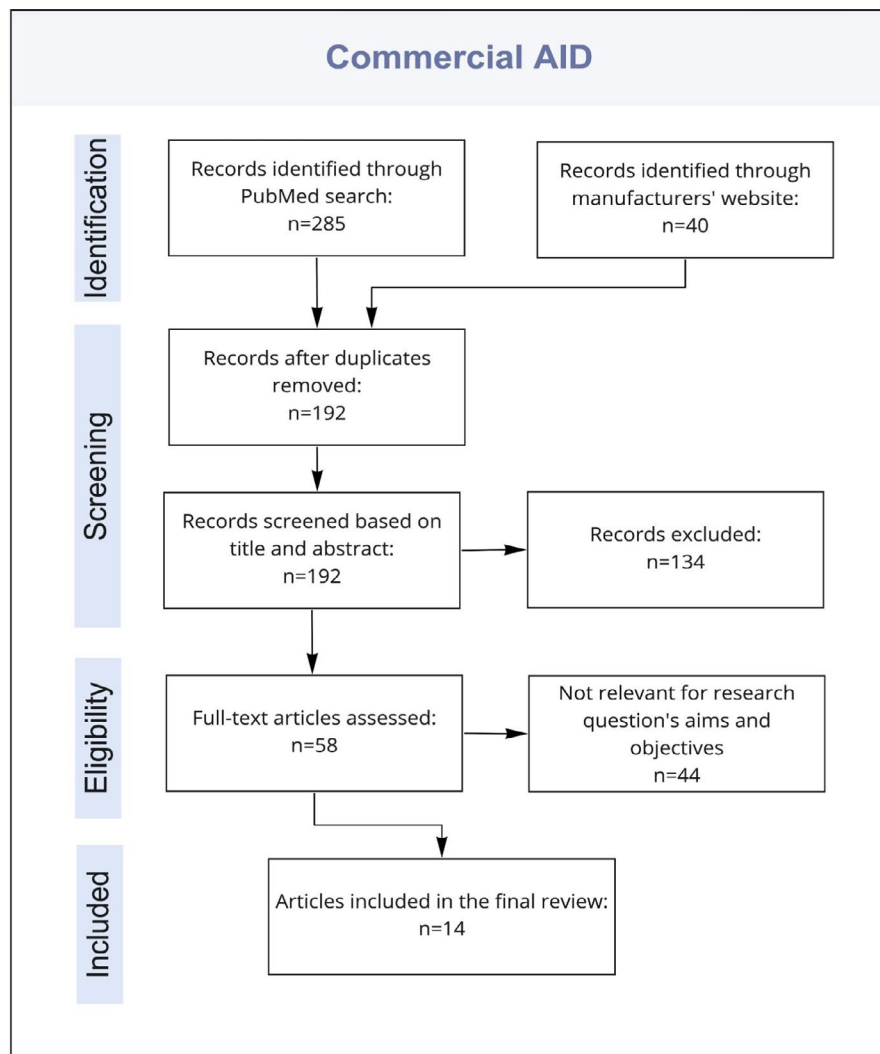 Commercial AID
Identification
Records identified through
PubMed search:
n=285
Records identified through
manufacturers' website:
n=40
Screening
Records after duplicates
removed:
n=192
Records screened based on
title and abstract:
n=192
Records excluded:
n=134
Eligibility
Full-text articles assessed:
n=58
Not relevant for research
question's aims and
objectives
n=44
Included
Articles included in the final review:
n=14